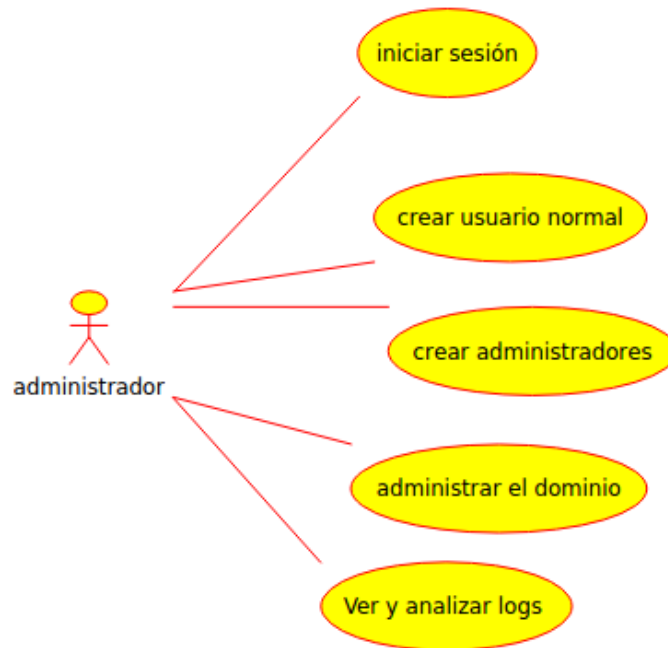 iniciar sesión
crear usuario normal
crear administradores
administrador
administrar el dominio
Ver y analizar logs